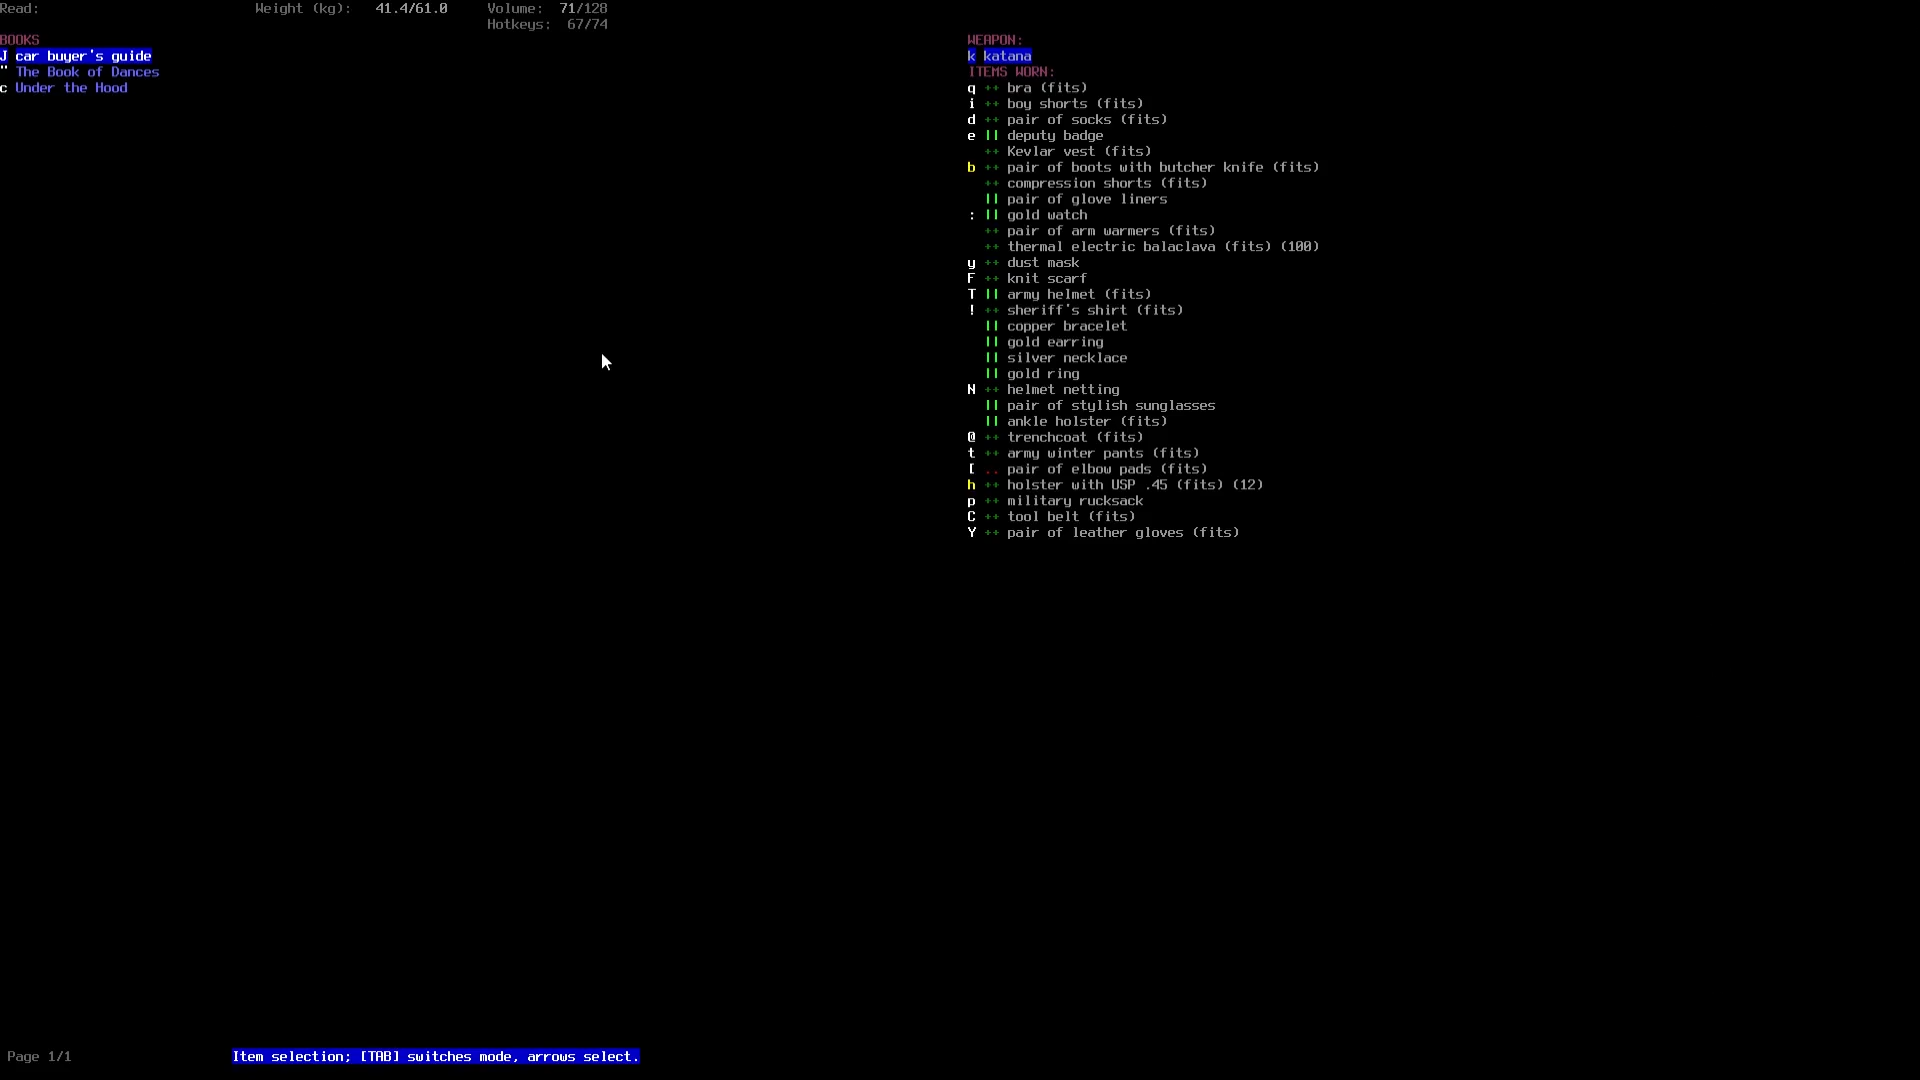 Read: Weight (kg): 41.4/61.0 Volume: 71/128
Hotkeys: 67/74
BOOKS
J car buyer's guide
" The Book of Dances
c Under the Hood
WEAPON:
k katana
ITEMS WORN:
q ++ bra (fits)
i ++ boy shorts (fits)
d ++ pair of socks (fits)
e || deputy badge
++ Kevlar vest (fits)
b ++ pair of boots with butcher knife (fits)
++ compression shorts (fits)
|| pair of glove liners
: || gold watch
++ pair of arm warmers (fits)
++ thermal electric balaclava (fits) (100)
y ++ dust mask
F ++ knit scarf
T || army helmet (fits)
! ++ sheriff's shirt (fits)
|| copper bracelet
|| gold earring
|| silver necklace
|| gold ring
N ++ helmet netting
|| pair of stylish sunglasses
|| ankle holster (fits)
@ ++ trenchcoat (fits)
t ++ army winter pants (fits)
[ .. pair of elbow pads (fits)
h ++ holster with USP .45 (fits) (12)
p ++ military rucksack
C ++ tool belt (fits)
Y ++ pair of leather gloves (fits)
Page 1/1 Item selection; [TAB] switches mode, arrows select.